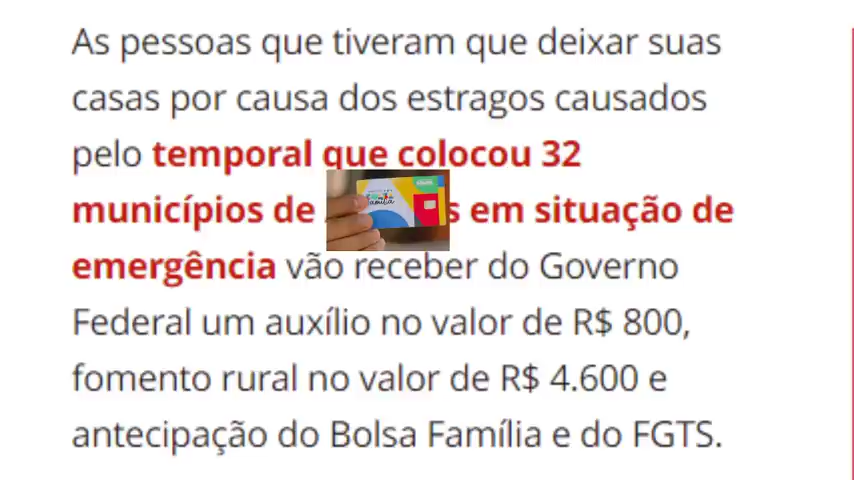 As pessoas que tiveram que deixar suas
casas por causa dos estragos causados
pelo temporal que colocou 32
municípios de em situação de
emergência vão receber do Governo
Federal um auxílio no valor de R$ 800,
fomento rural no valor de R$ 4.600 e
antecipação do Bolsa Família e do FGTS.